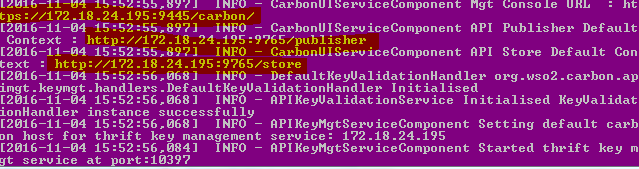 [2016-11-04 15:52:55,897]  INFO - CarbonUIServiceComponent Mgt Console URL  : ht
tps://172.18.24.195:9445/carbon/
[2016-11-04 15:52:55,897]  INFO - CarbonUIServiceComponent API Publisher Default
 Context : http://172.18.24.195:9765/publisher
[2016-11-04 15:52:55,897]  INFO - CarbonUIServiceComponent API Store Default Con
text : http://172.18.24.195:9765/store
[2016-11-04 15:52:56,068]  INFO - DefaultKeyValidationHandler org.wso2.carbon.ap
imgt.keymgt.handlers.DefaultKeyValidationHandler Initialised
[2016-11-04 15:52:56,068]  INFO - APIKeyValidationService Initialised KeyValidat
ionHandler instance successfully
[2016-11-04 15:52:56,068]  INFO - APIKeyMgtServiceComponent Setting default carb
on host for thrift key management service: 172.18.24.195
[2016-11-04 15:52:56,084]  INFO - APIKeyMgtServiceComponent Started thrift key m
gt service at port:10397